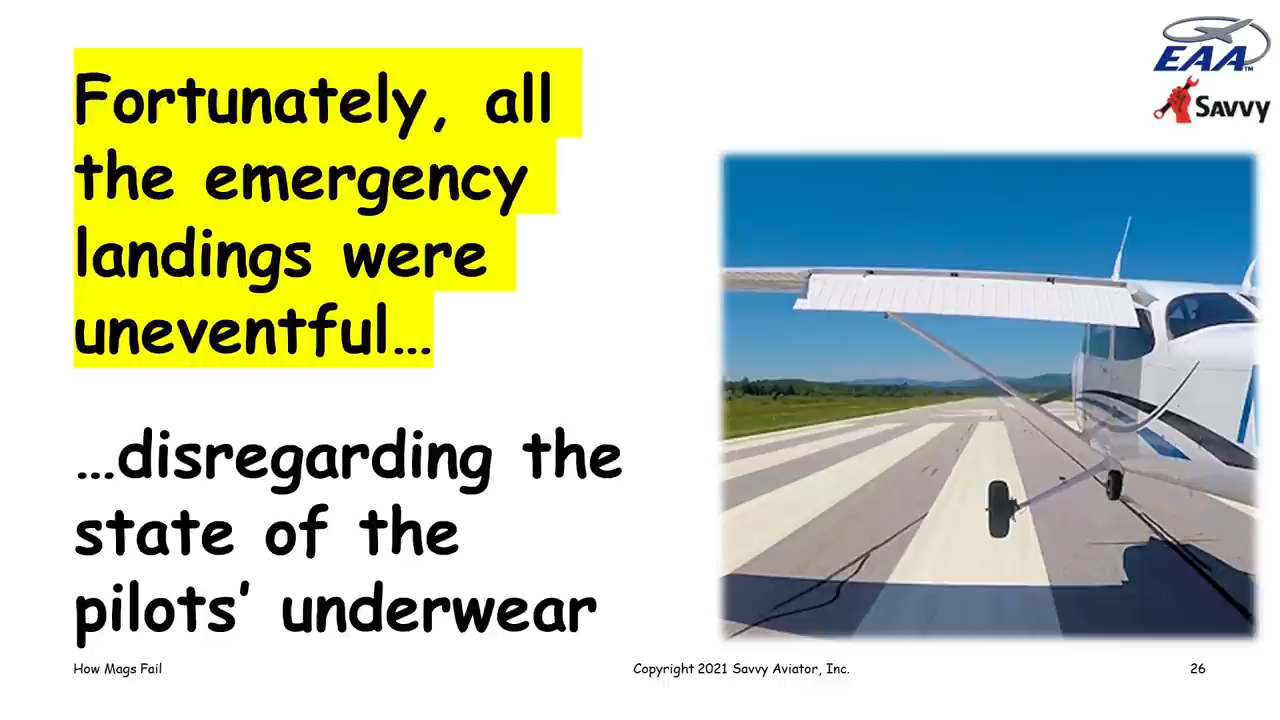 EAA™
SAVVY
Fortunately, all
the emergency
landings were
uneventful…
…disregarding the
state of the
pilots’ underwear
How Mags Fail
Copyright 2021 Savvy Aviator, Inc.
26